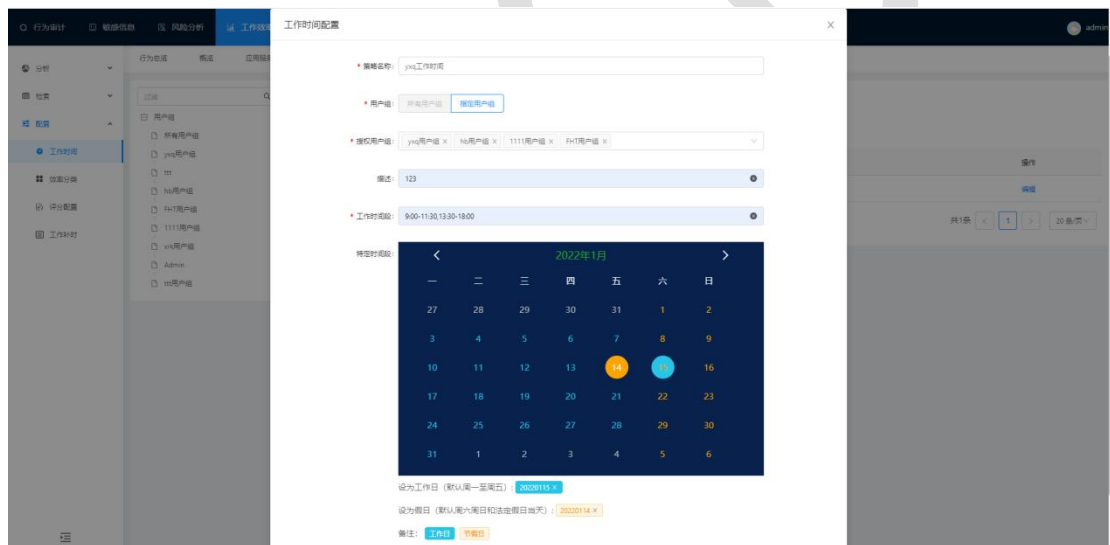 行为审计 敏感信息 风险分析 工作效率 admin
工作时间配置
行为总览 概览 应用服
分析
检索
配置
工作时间
效率分类
评分配置
工作补时
过滤
用户组
所有用户组
yxq用户组
ttt
hlb用户组
FHT用户组
1111用户组
Admin
* 策略名称: yxq工作时间
* 用户组: 所有用户组 指定用户组
* 授权用户组: yxq用户组 × hlb用户组 × 1111用户组 × FHT用户组 ×
描述: 123
* 工作时间段: 9:00-11:30,13:30-18:00
特定时间段:
2022年1月
一 二 三 四 五 六 日
27 28 29 30 31 1 2
3 4 5 6 7 8 9
10 11 12 13 14 15 16
17 18 19 20 21 22 23
24 25 26 27 28 29 30
31 1 2 3 4 5 6
设为工作日（默认周一至周五）: 20220115 ×
设为假日（默认周六周日和法定假日当天）: 20220114 ×
备注: 工作日 节假日
操作
编辑
共1条 < 1 > 20 条/页